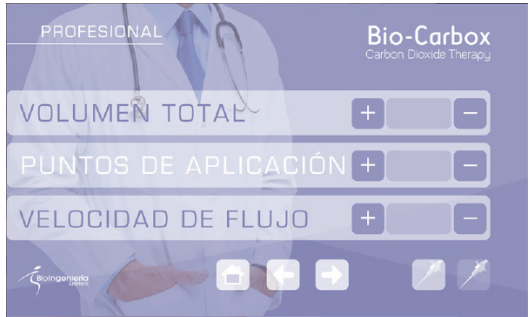 PROFESIONAL
Bio-Carbox
Carbon Dioxide Therapy
VOLUMEN TOTAL + −
PUNTOS DE APLICACIÓN + −
VELOCIDAD DE FLUJO + −
Bioingeniería